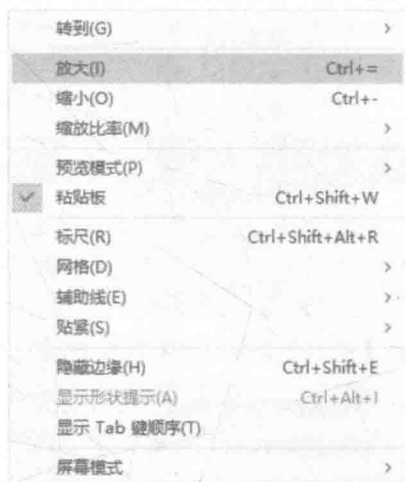 转到(G) >
放大(I) Ctrl+=
缩小(O) Ctrl+-
缩放比率(M) >
预览模式(P) >
粘贴板 Ctrl+Shift+W
标尺(R) Ctrl+Shift+Alt+R
网格(D) >
辅助线(E) >
贴紧(S) >
隐藏边缘(H) Ctrl+Shift+E
显示形状提示(A) Ctrl+Alt+I
显示 Tab 键顺序(T)
屏幕模式 >